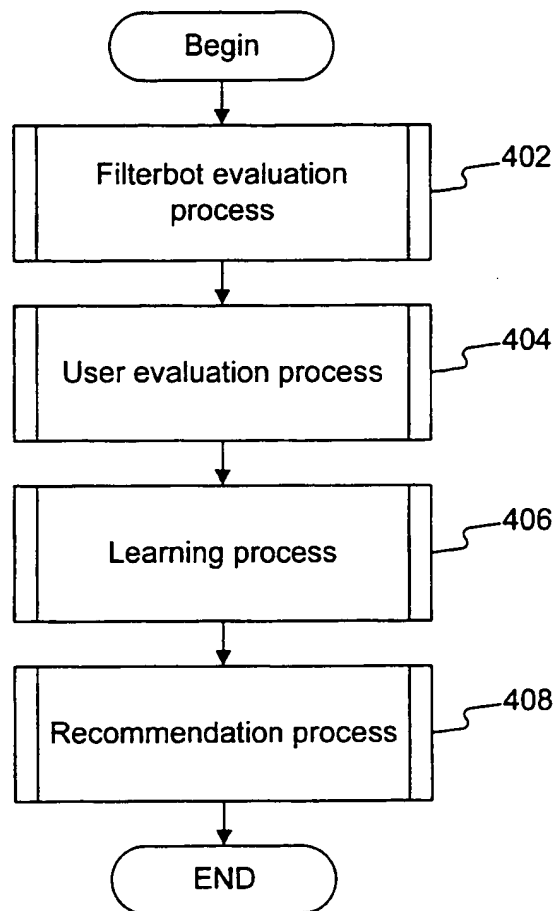 Begin
Filterbot evaluation
process
402
User evaluation process
404
Learning process
406
Recommendation process
408
END